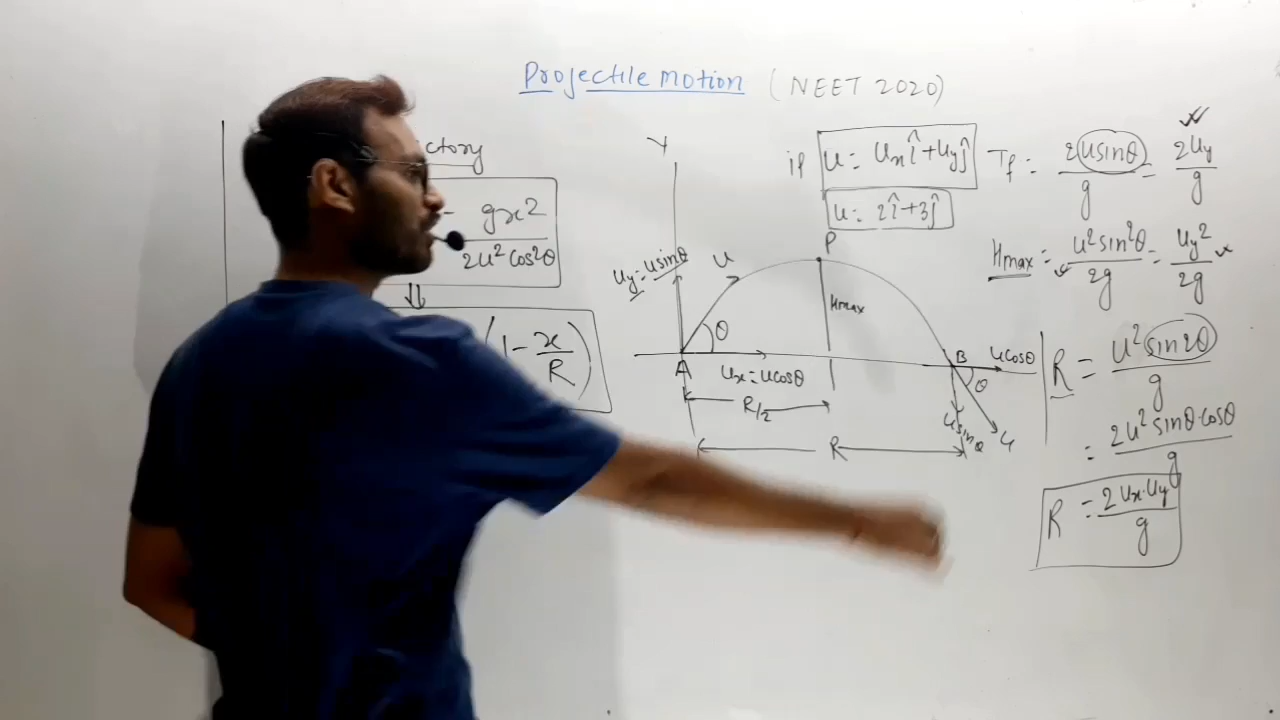 Projectile motion (NEET 2020)
ctory
- gx2
2u²cos²θ
⇓
(1 - x/R)
Y
uy = usinθ
u
θ
A
ux = ucosθ
P
Hmax
R/2
R
B
ucosθ
θ
usinθ
u
if u = uxî + uyĵ
u = 2î + 3ĵ
Tf = 2usinθ/g = 2uy/g
Hmax = u²sin²θ/2g = uy²/2g
R = u²sin2θ/g
= 2u²sinθ·cosθ/g
R = 2ux·uy/g